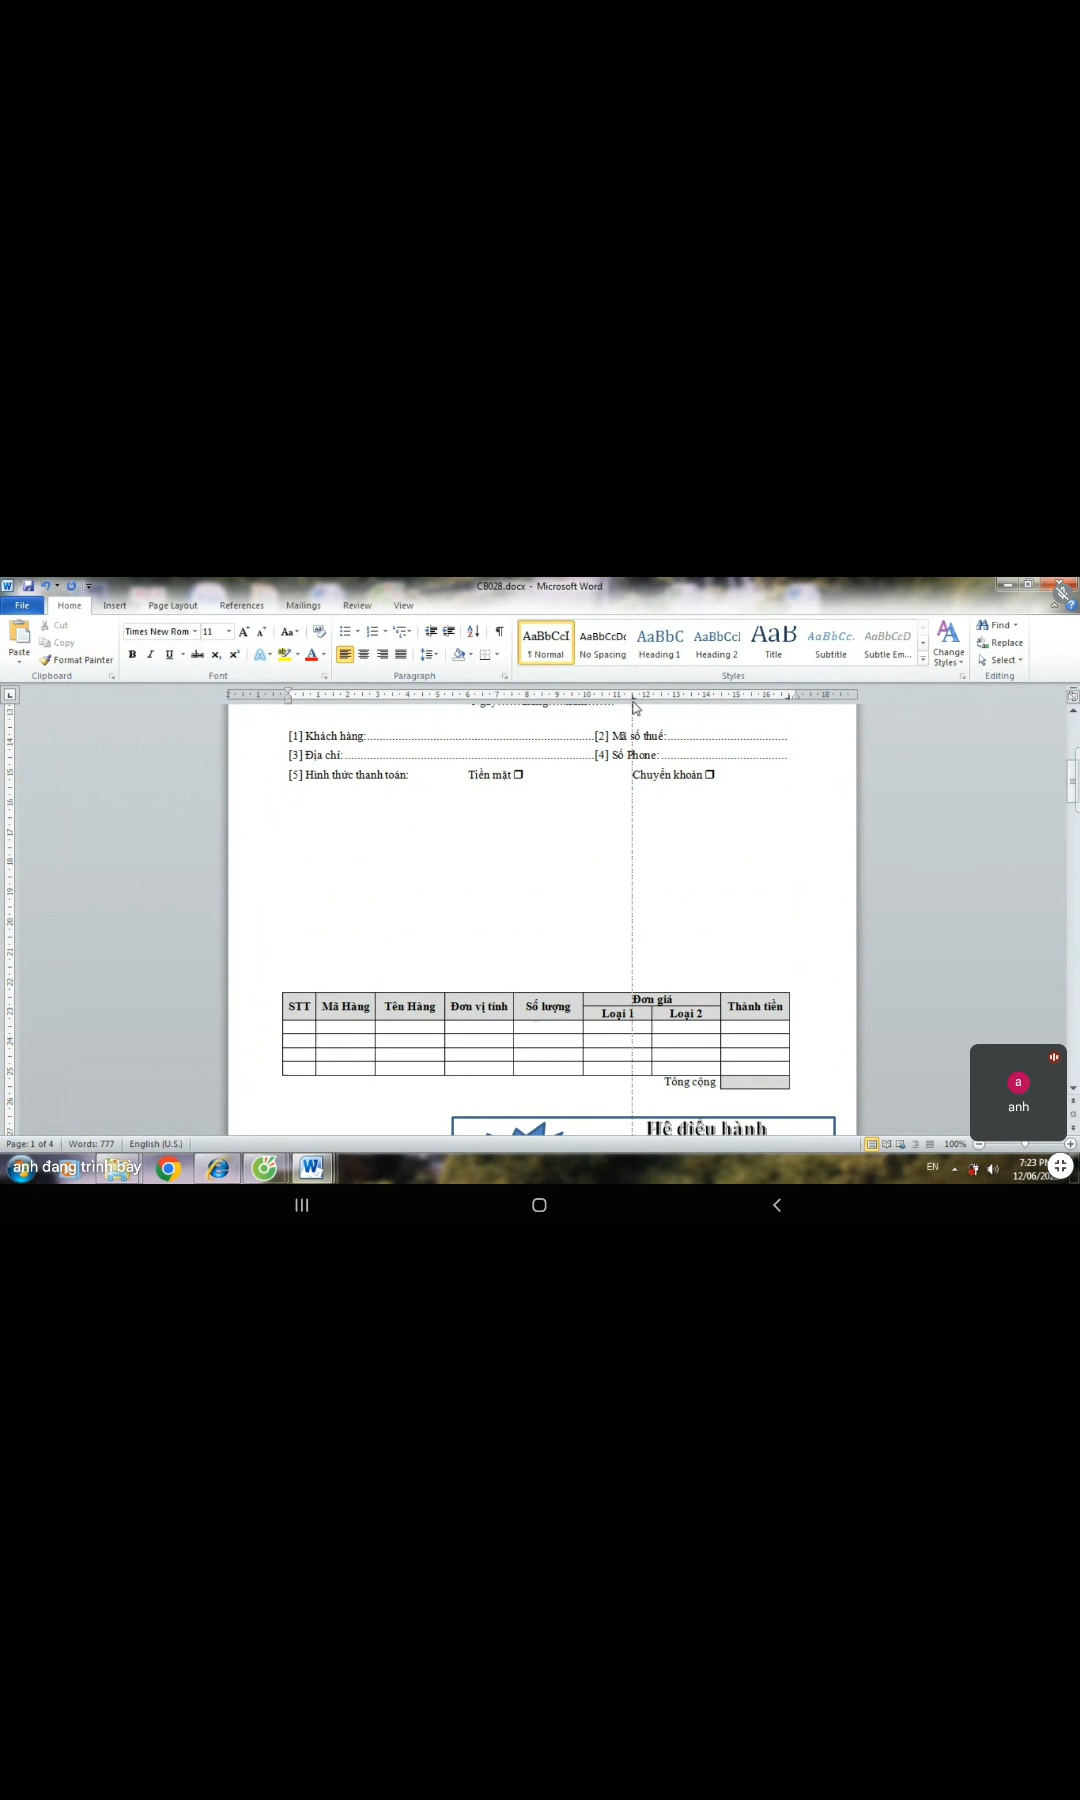 CB028.docx - Microsoft Word
File Home Insert Page Layout References Mailings Review View
Paste Cut Copy Format Painter
Times New Rom 11
AaBbCcI AaBbCcDc AaBbC AaBbCcI AaB AaBbCc. AaBbCcD
¶ Normal No Spacing Heading 1 Heading 2 Title Subtitle Subtle Em...
Change Styles
Find
Replace
Select
Clipboard Font Paragraph Styles Editing
[1] Khách hàng:..........[2] Mã số thuế:..........
[3] Địa chỉ:..........[4] Số Phone:..........
[5] Hình thức thanh toán: Tiền mặt ❒ Chuyển khoản ❒
STT Mã Hàng Tên Hàng Đơn vị tính Số lượng Đơn giá Thành tiền
Loại 1 Loại 2
Tổng cộng
Hệ điều hành
a
anh
Page: 1 of 4 Words: 777 English (U.S.) 100%
anh đang trình bày
EN 7:23 P
12/06/20